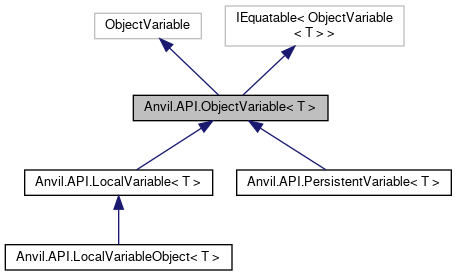 ObjectVariable
IEquatable< ObjectVariable
< T > >
Anvil.API.ObjectVariable< T >
Anvil.API.LocalVariable< T >
Anvil.API.PersistentVariable< T >
Anvil.API.LocalVariableObject< T >